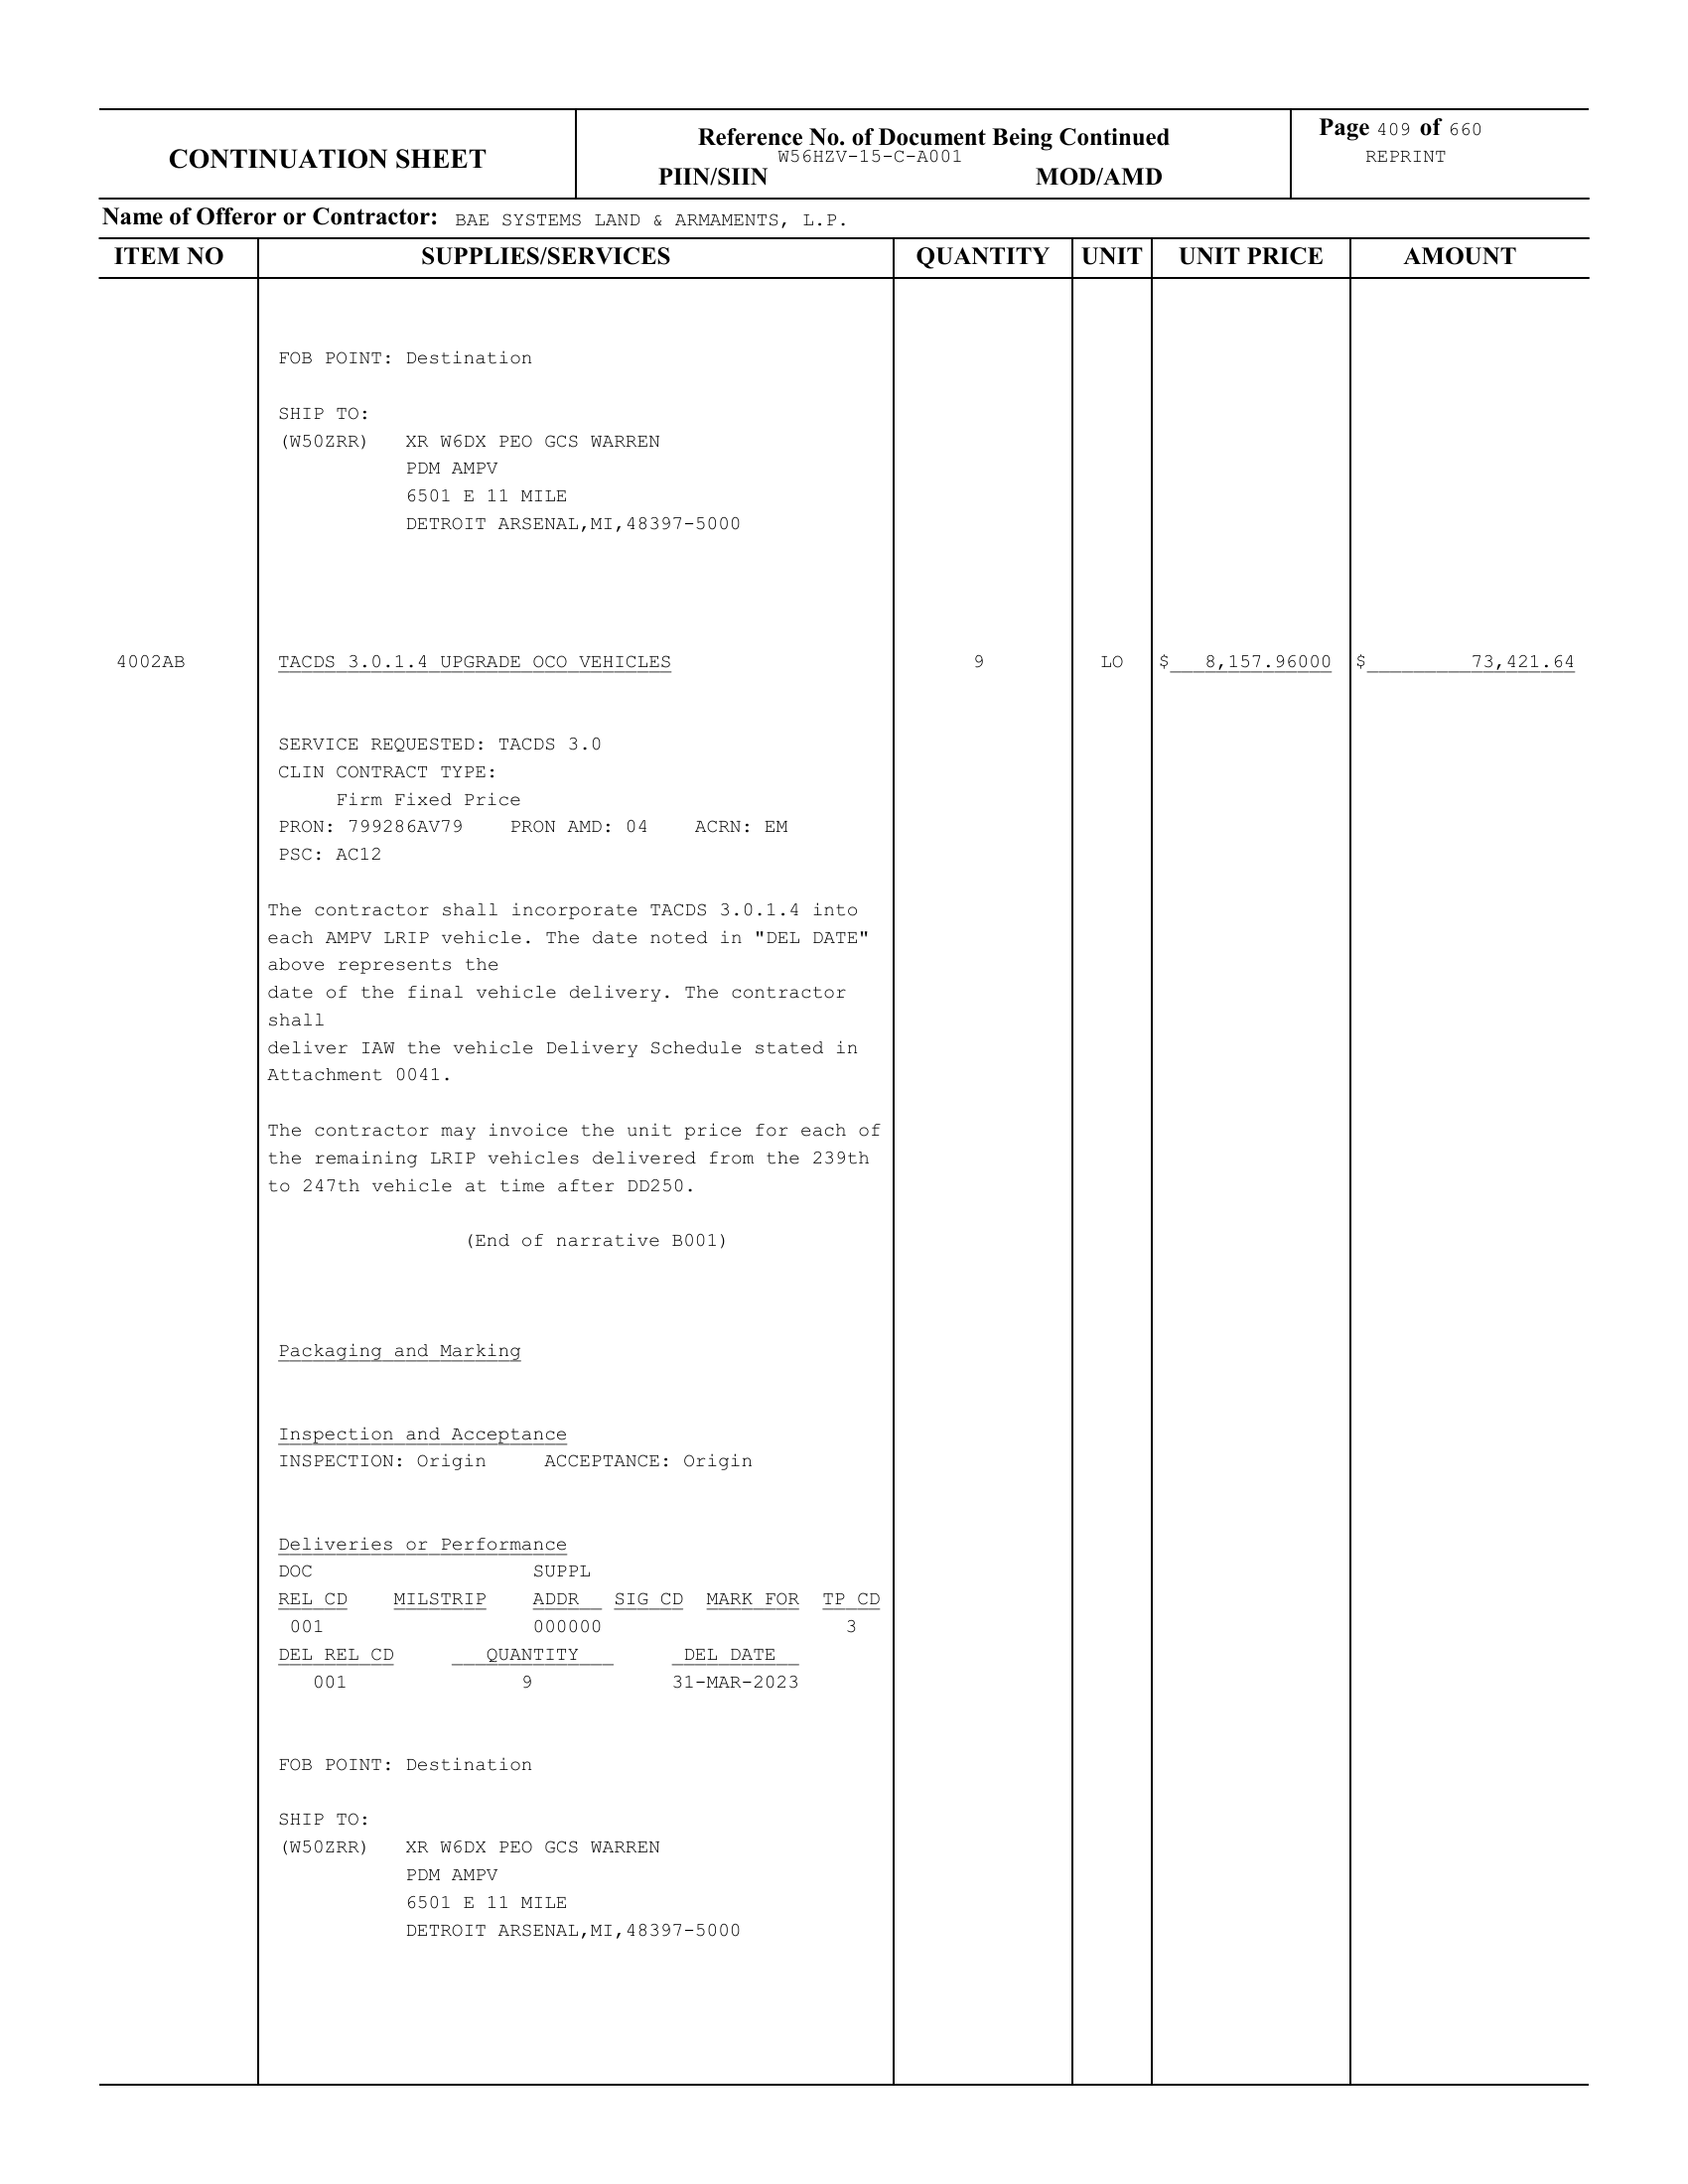 CONTINUATION SHEET
Reference No. of Document Being Continued
PIIN/SIIN W56HZV-15-C-A001 MOD/AMD
Page 409 of 660
REPRINT
Name of Offeror or Contractor: BAE SYSTEMS LAND & ARMAMENTS, L.P.
ITEM NO SUPPLIES/SERVICES QUANTITY UNIT UNIT PRICE AMOUNT
FOB POINT: Destination
SHIP TO:
(W50ZRR) XR W6DX PEO GCS WARREN
PDM AMPV
6501 E 11 MILE
DETROIT ARSENAL,MI,48397-5000
4002AB TACDS 3.0.1.4 UPGRADE OCO VEHICLES 9 LO $ 8,157.96000 $ 73,421.64
SERVICE REQUESTED: TACDS 3.0
CLIN CONTRACT TYPE:
Firm Fixed Price
PRON: 799286AV79 PRON AMD: 04 ACRN: EM
PSC: AC12
The contractor shall incorporate TACDS 3.0.1.4 into
each AMPV LRIP vehicle. The date noted in "DEL DATE"
above represents the
date of the final vehicle delivery. The contractor
shall
deliver IAW the vehicle Delivery Schedule stated in
Attachment 0041.
The contractor may invoice the unit price for each of
the remaining LRIP vehicles delivered from the 239th
to 247th vehicle at time after DD250.
(End of narrative B001)
Packaging and Marking
Inspection and Acceptance
INSPECTION: Origin ACCEPTANCE: Origin
Deliveries or Performance
DOC SUPPL
REL CD MILSTRIP ADDR SIG CD MARK FOR TP CD
001 000000 3
DEL REL CD QUANTITY DEL DATE
001 9 31-MAR-2023
FOB POINT: Destination
SHIP TO:
(W50ZRR) XR W6DX PEO GCS WARREN
PDM AMPV
6501 E 11 MILE
DETROIT ARSENAL,MI,48397-5000